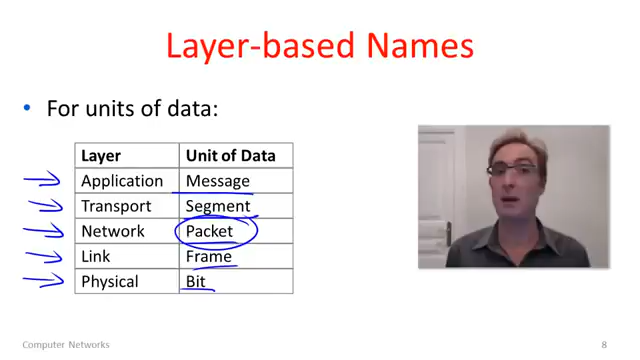 Layer-based Names
• For units of data:
Layer Unit of Data
Application Message
Transport Segment
Network Packet
Link Frame
Physical Bit
Computer Networks 8